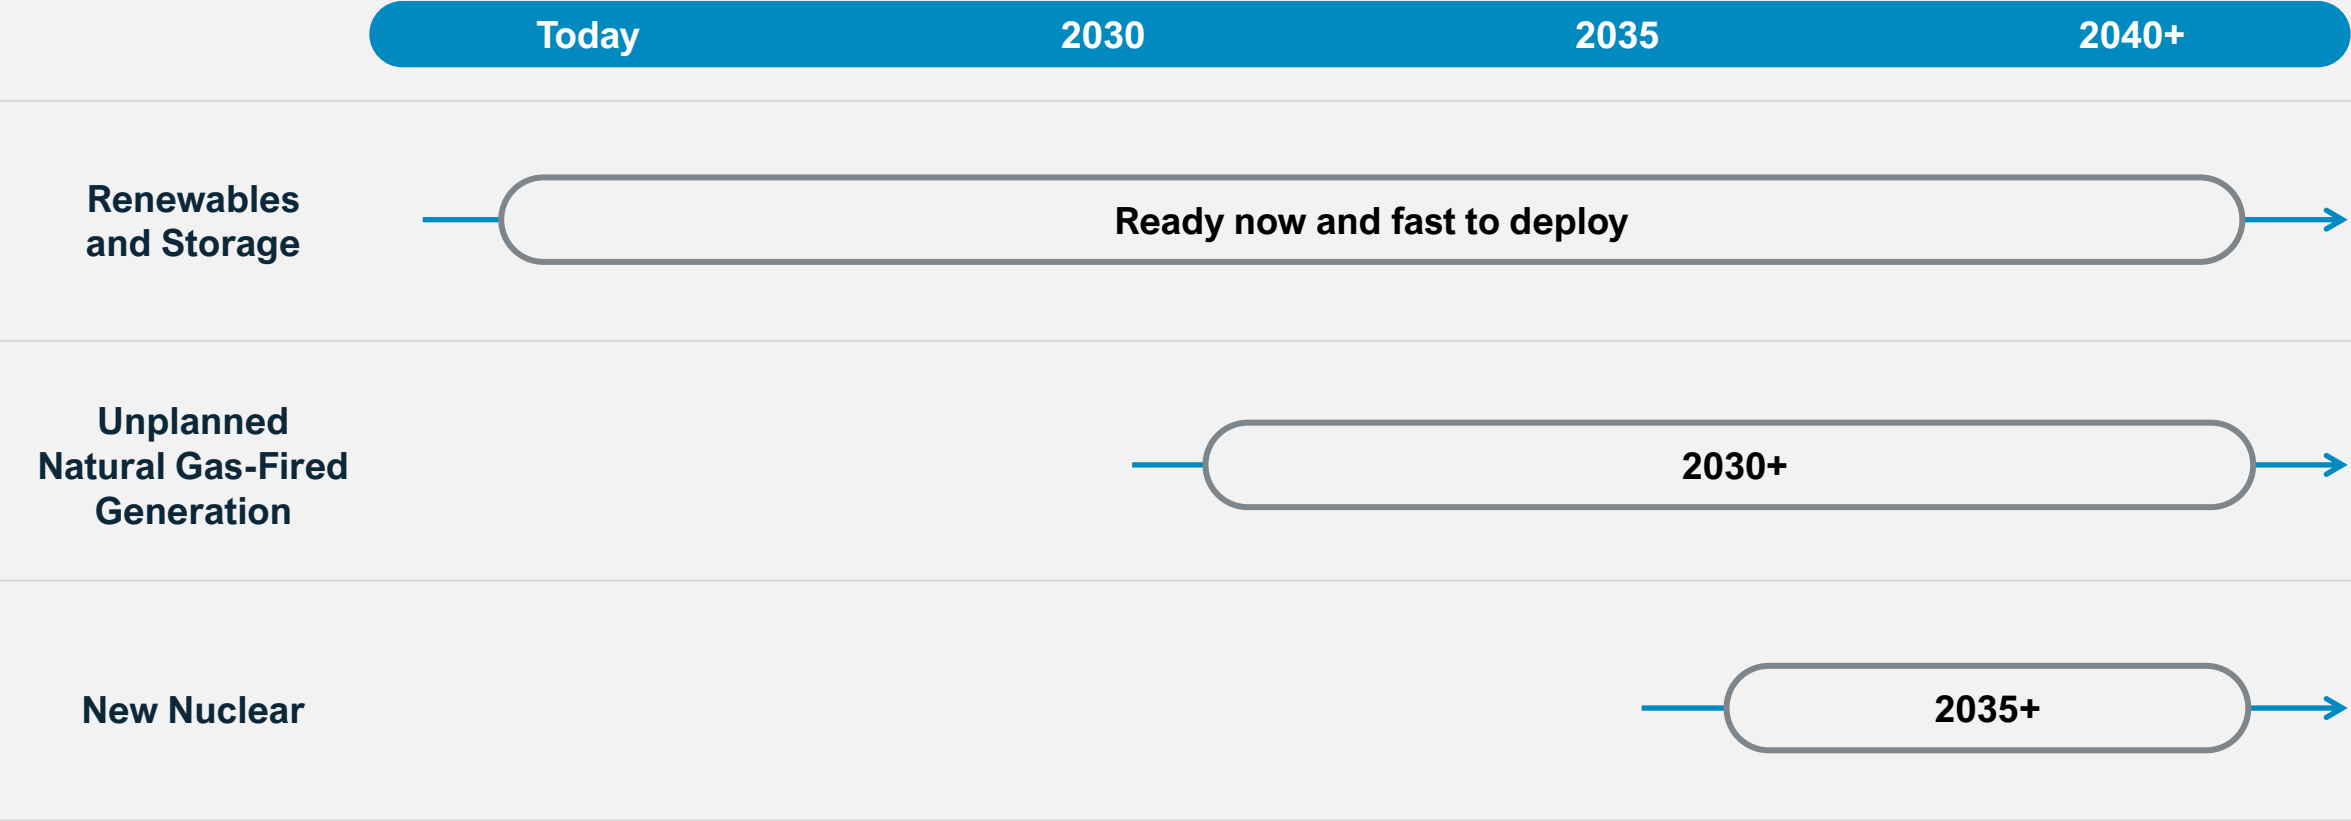 Today 2030 2035 2040+
Renewables
and Storage
Ready now and fast to deploy
Unplanned
Natural Gas-Fired
Generation
2030+
New Nuclear
2035+